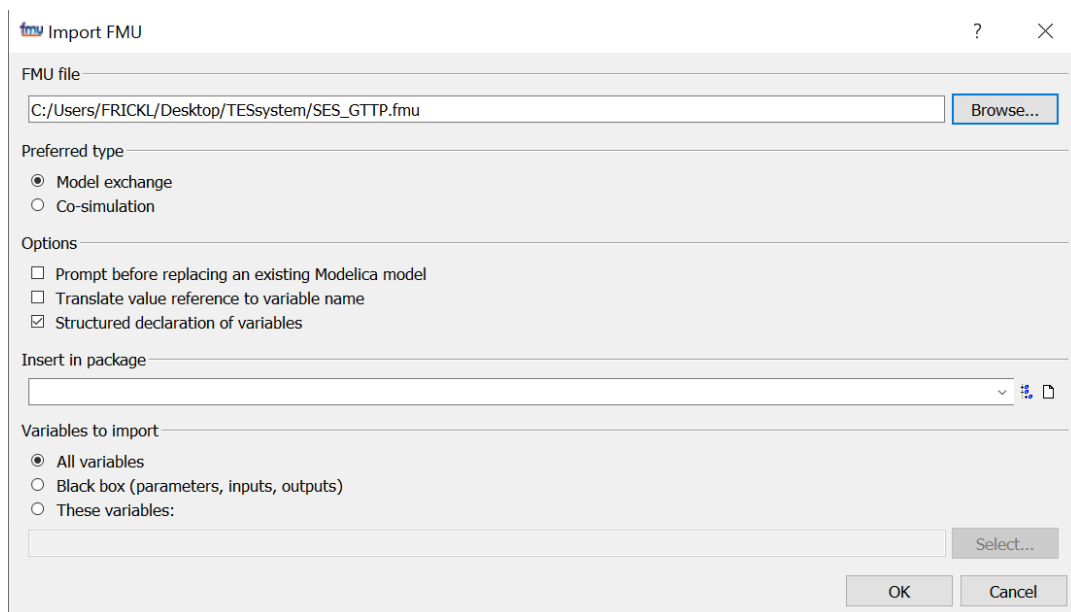 fmu Import FMU
?
FMU file
C:/Users/FRICKL/Desktop/TESsystem/SES_GTTP.fmu
Browse...
Preferred type
Model exchange
Co-simulation
Options
Prompt before replacing an existing Modelica model
Translate value reference to variable name
Structured declaration of variables
Insert in package
Variables to import
All variables
Black box (parameters, inputs, outputs)
These variables:
Select...
OK
Cancel